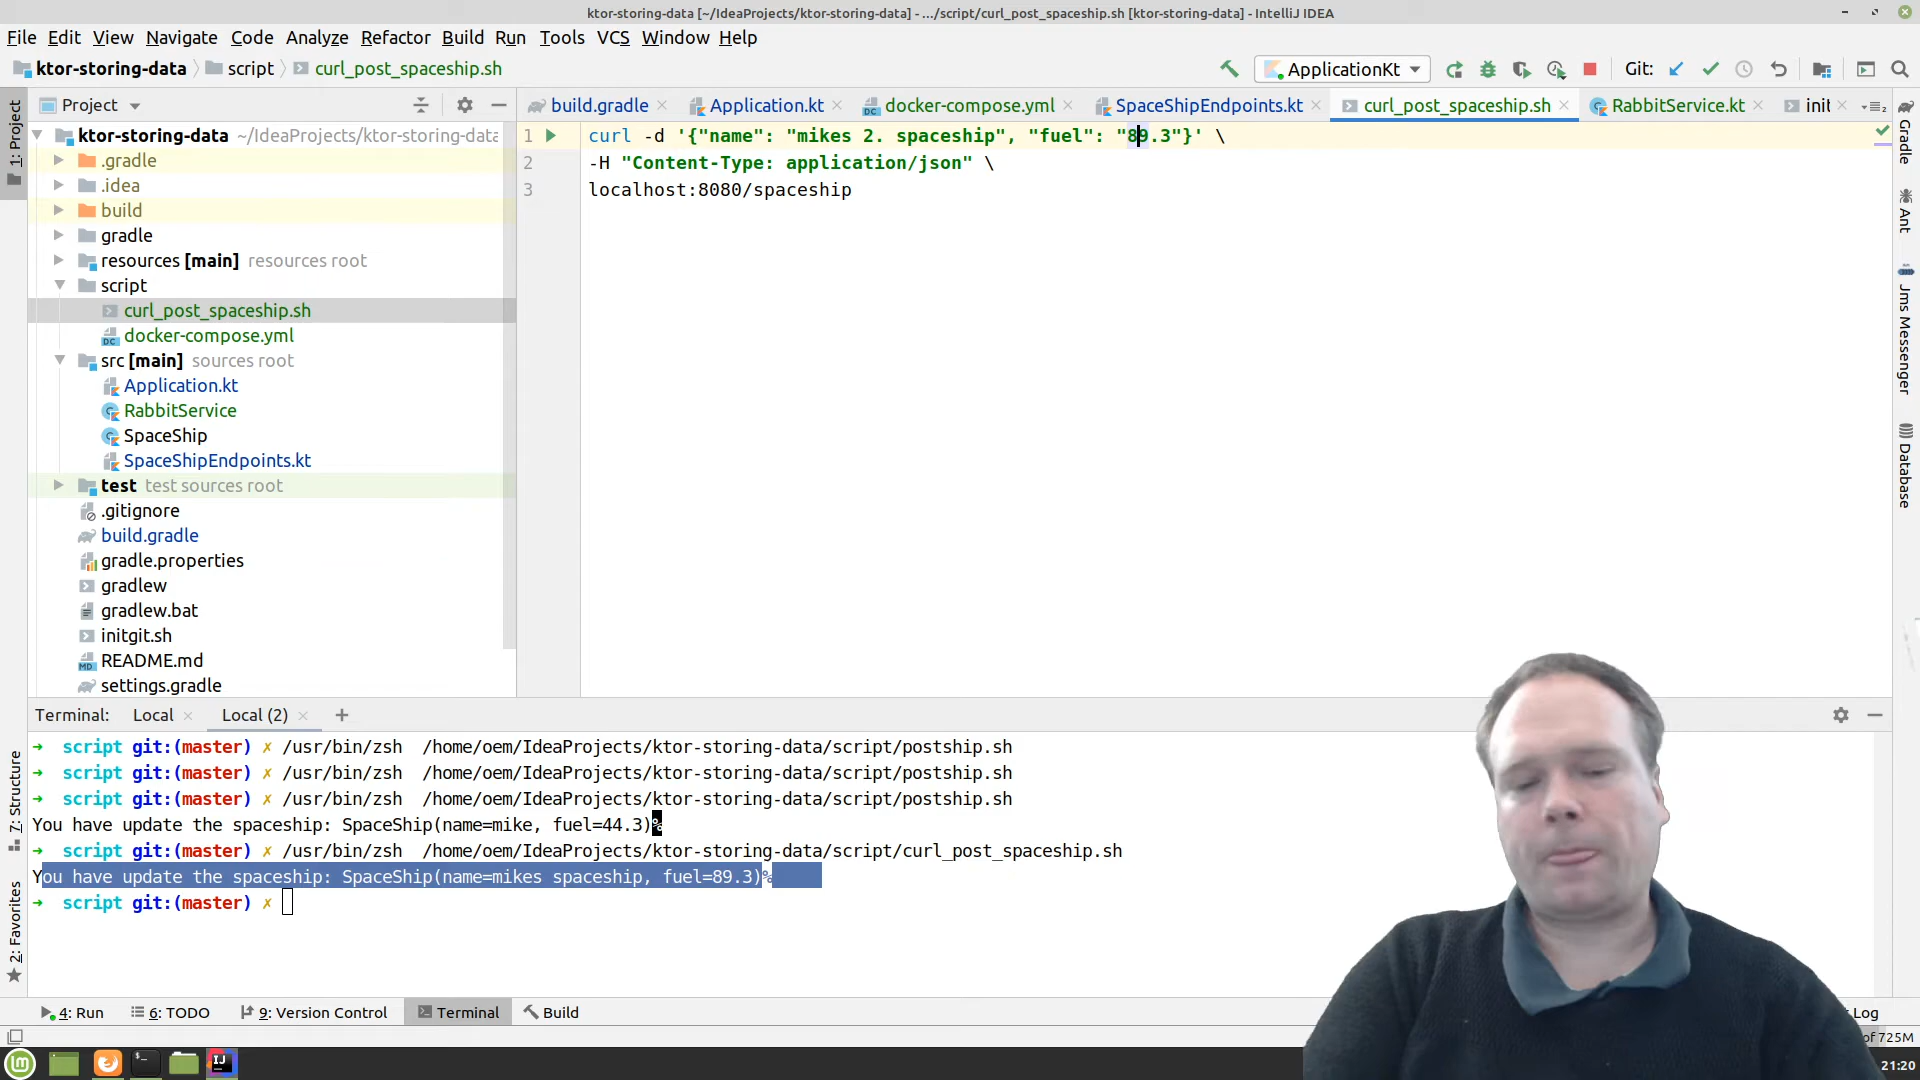 ktor-storing-data [~/IdeaProjects/ktor-storing-data] - .../script/curl_post_spaceship.sh [ktor-storing-data] - IntelliJ IDEA
File Edit View Navigate Code Analyze Refactor Build Run Tools VCS Window Help
ktor-storing-data script curl_post_spaceship.sh ApplicationKt Git:
Project build.gradle Application.kt docker-compose.yml SpaceShipEndpoints.kt curl_post_spaceship.sh RabbitService.kt init
1: Project
ktor-storing-data ~/IdeaProjects/ktor-storing-data
.gradle
.idea
build
gradle
resources [main] resources root
script
curl_post_spaceship.sh
docker-compose.yml
src [main] sources root
Application.kt
RabbitService
SpaceShip
SpaceShipEndpoints.kt
test test sources root
.gitignore
build.gradle
gradle.properties
gradlew
gradlew.bat
initgit.sh
README.md
settings.gradle
1 curl -d '{"name": "mikes 2. spaceship", "fuel": "89.3"}' \
2 -H "Content-Type: application/json" \
3 localhost:8080/spaceship
Gradle
Ant
Jms Messenger
Database
Terminal: Local Local (2) +
→ script git:(master) ✗ /usr/bin/zsh /home/oem/IdeaProjects/ktor-storing-data/script/postship.sh
→ script git:(master) ✗ /usr/bin/zsh /home/oem/IdeaProjects/ktor-storing-data/script/postship.sh
→ script git:(master) ✗ /usr/bin/zsh /home/oem/IdeaProjects/ktor-storing-data/script/postship.sh
You have update the spaceship: SpaceShip(name=mike, fuel=44.3)%
→ script git:(master) ✗ /usr/bin/zsh /home/oem/IdeaProjects/ktor-storing-data/script/curl_post_spaceship.sh
You have update the spaceship: SpaceShip(name=mikes spaceship, fuel=89.3)%
→ script git:(master) ✗
7: Structure
2: Favorites
4: Run 6: TODO 9: Version Control Terminal Build Log
of 725M
21:20